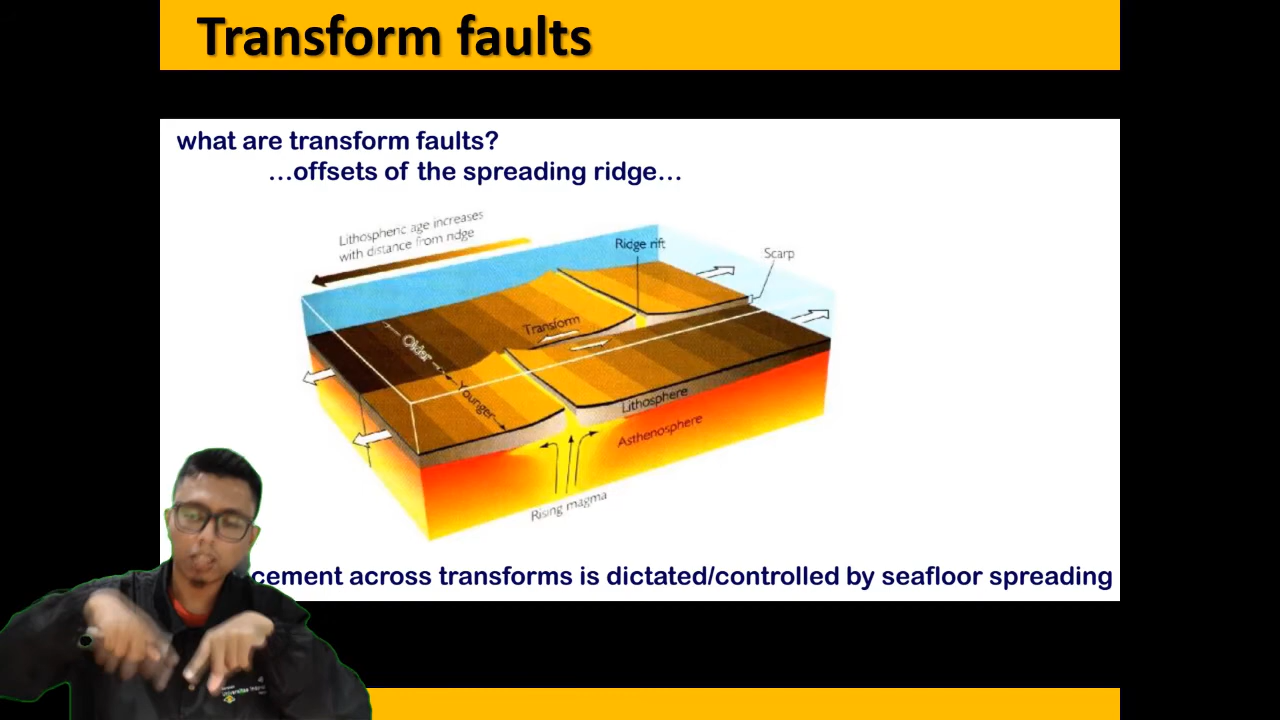 Transform faults
what are transform faults?
…offsets of the spreading ridge…
Lithospheric age increases
with distance from ridge
Ridge rift
Scarp
Transform
Older
Younger
Lithosphere
Asthenosphere
Rising magma
cement across transforms is dictated/controlled by seafloor spreading
Universitas